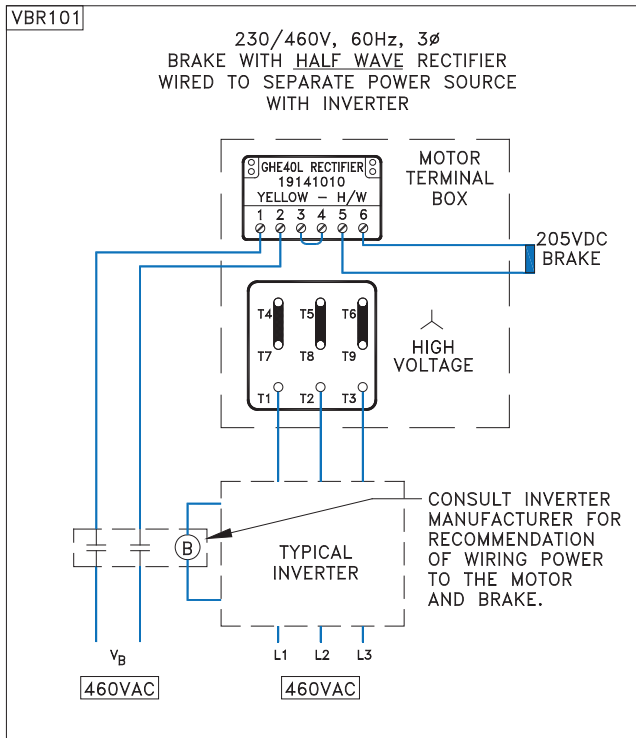 VBR101
230/460V, 60Hz, 3ø
BRAKE WITH HALF WAVE RECTIFIER
WIRED TO SEPARATE POWER SOURCE
WITH INVERTER
GHE40L RECTIFIER
19141010
YELLOW – H/W
1 2 3 4 5 6
MOTOR
TERMINAL
BOX
205VDC
BRAKE
T4 T5 T6
T7 T8 T9
T1 T2 T3
HIGH
VOLTAGE
B
TYPICAL
INVERTER
CONSULT INVERTER
MANUFACTURER FOR
RECOMMENDATION
OF WIRING POWER
TO THE MOTOR
AND BRAKE.
VB
L1 L2 L3
460VAC
460VAC